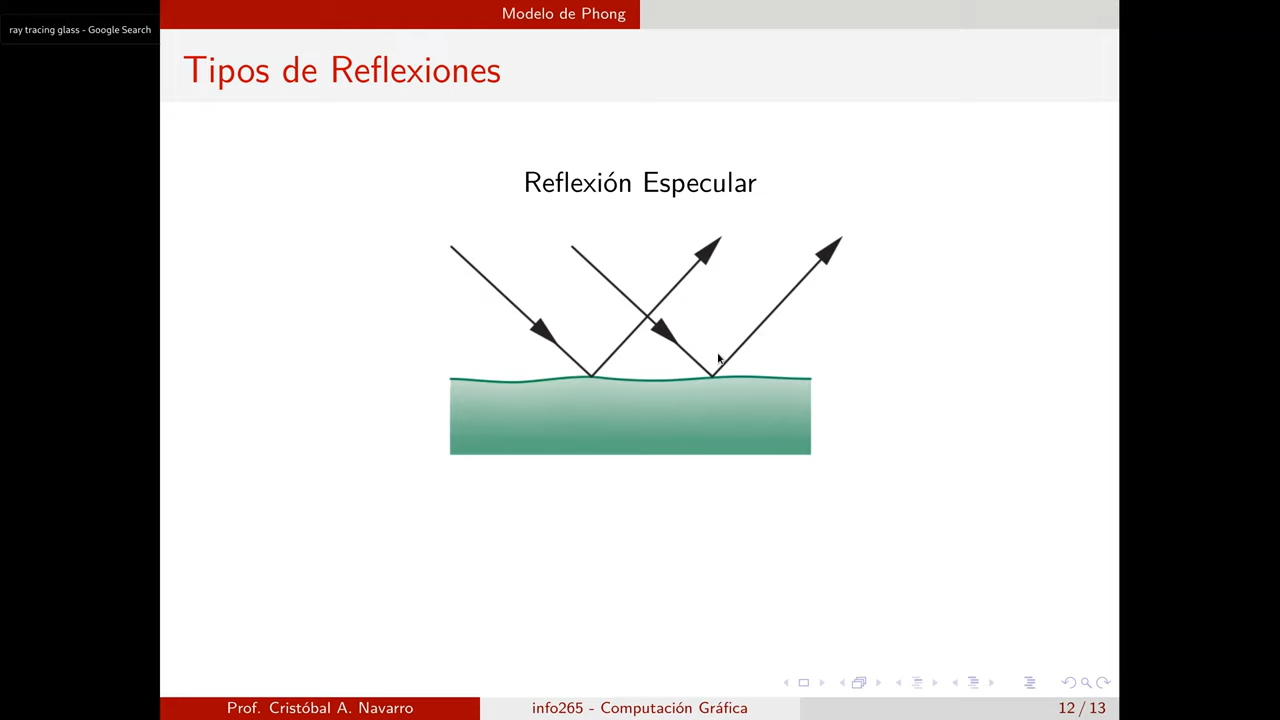 Modelo de Phong
ray tracing glass - Google Search
Tipos de Reflexiones
Reflexión Especular
Prof. Cristóbal A. Navarro
info265 - Computación Gráfica
12 / 13